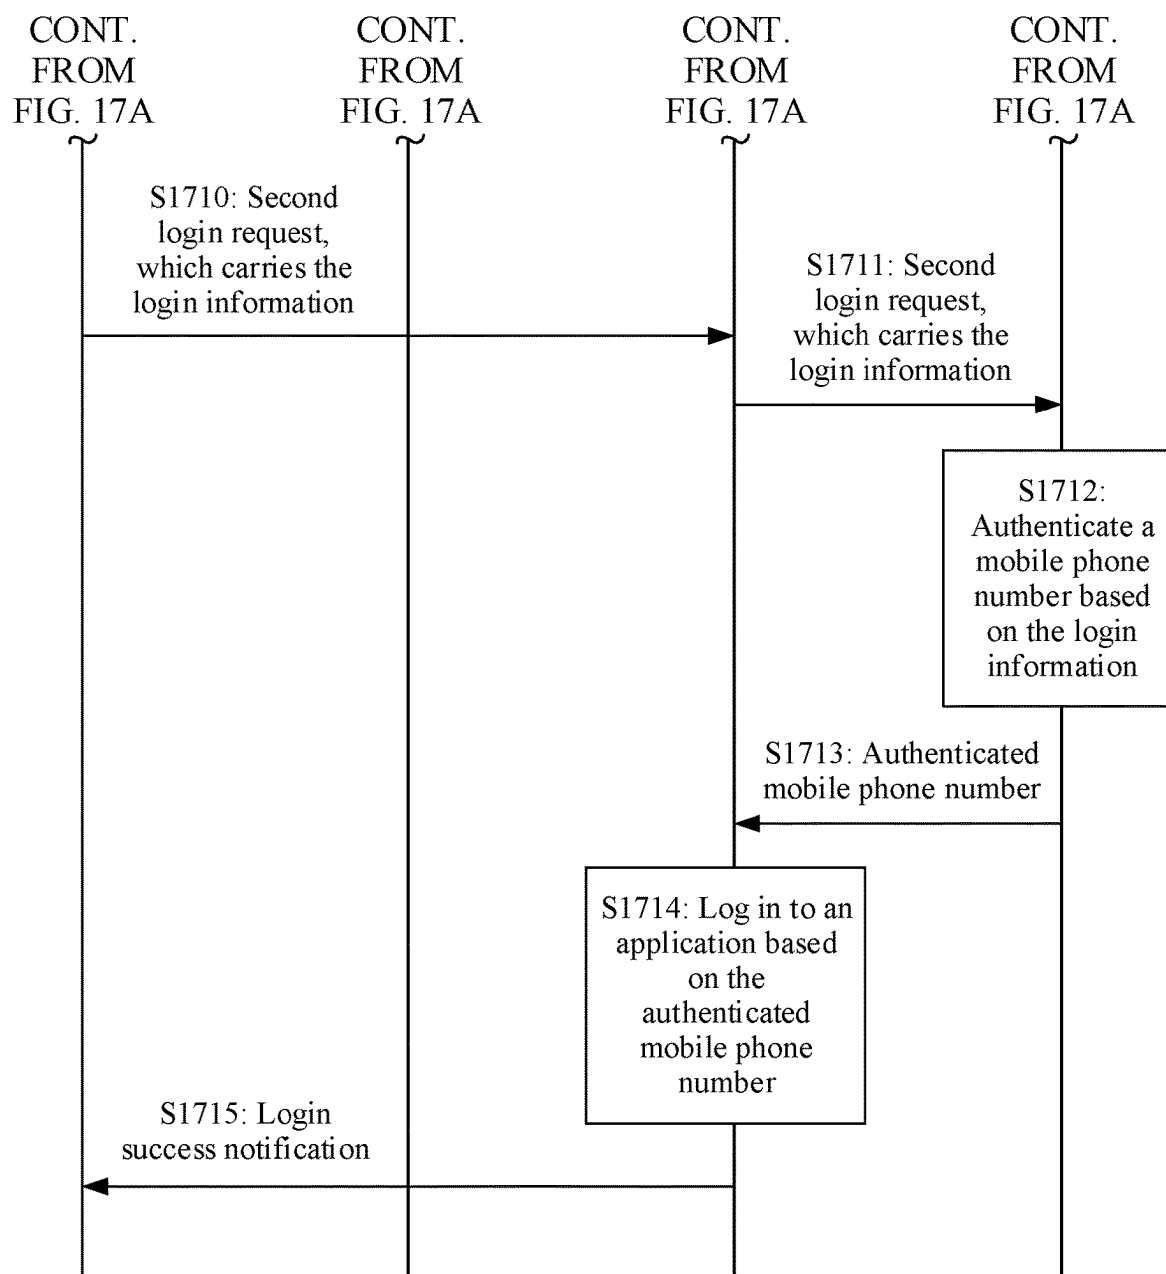 CONT.
FROM
FIG. 17A
CONT.
FROM
FIG. 17A
CONT.
FROM
FIG. 17A
CONT.
FROM
FIG. 17A
S1710: Second
login request,
which carries the
login information
S1711: Second
login request,
which carries the
login information
S1712:
Authenticate a
mobile phone
number based
on the login
information
S1713: Authenticated
mobile phone number
S1714: Log in to an
application based
on the
authenticated
mobile phone
number
S1715: Login
success notification